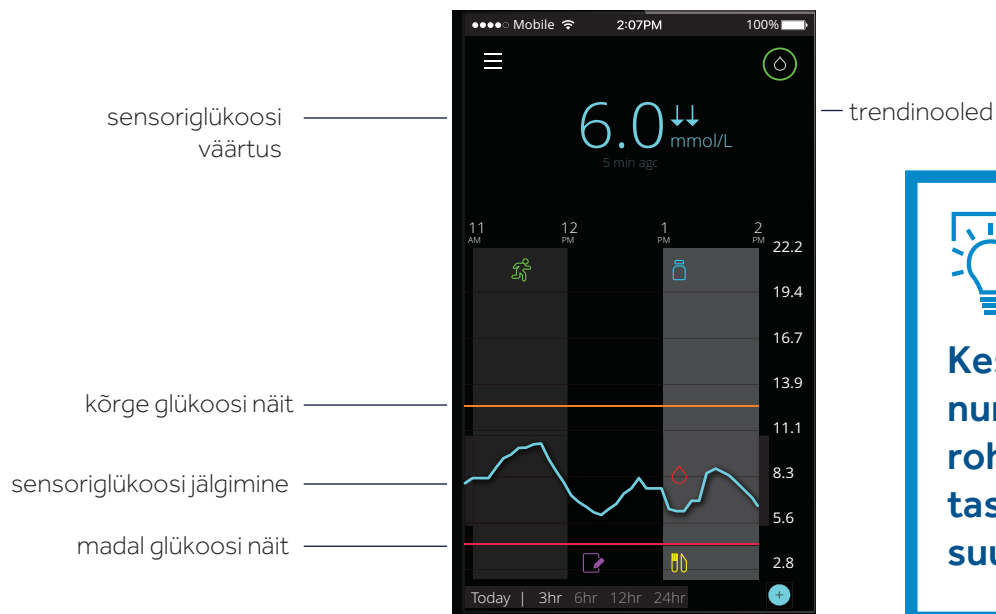 Mobile 2:07PM 100%
sensoriglükoosi
väärtus
6.0
mmol/L
5 min agc
trendinooled
11 AM 12 PM 1 PM 2 PM
22.2
19.4
16.7
13.9
11.1
8.3
5.6
2.8
kõrge glükoosi näit
sensoriglükoosi jälgimine
madal glükoosi näit
Today | 3hr 6hr 12hr 24hr